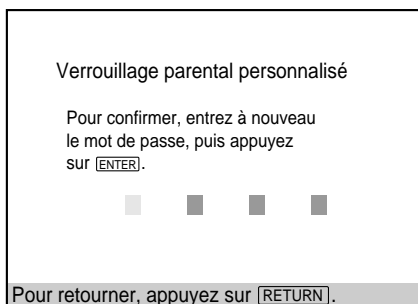 Verrouillage parental personnalisé
Pour confirmer, entrez à nouveau
le mot de passe, puis appuyez
sur ENTER.
Pour retourner, appuyez sur RETURN.